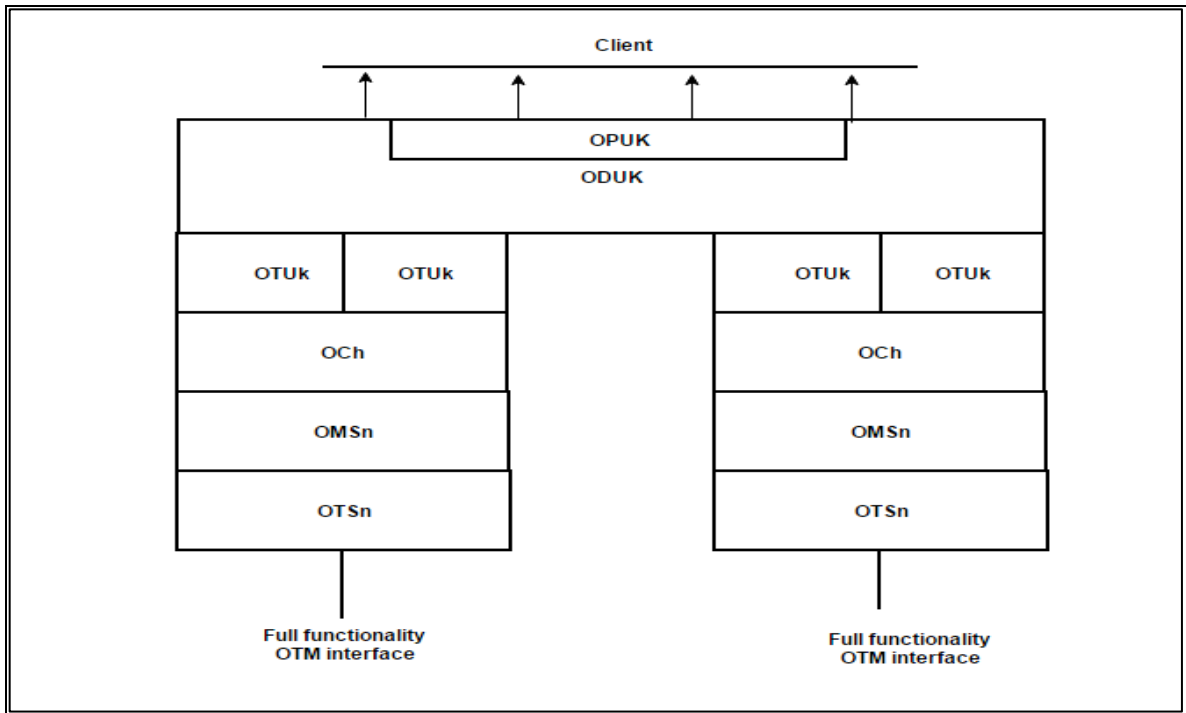 Client
OPUK
ODUK
OTUk OTUk OTUk OTUk
OCh OCh
OMSn OMSn
OTSn OTSn
Full functionality
OTM interface
Full functionality
OTM interface